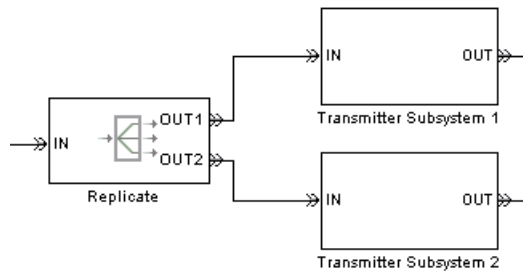 IN
OUT1
OUT2
Replicate
IN
OUT
Transmitter Subsystem 1
IN
OUT
Transmitter Subsystem 2